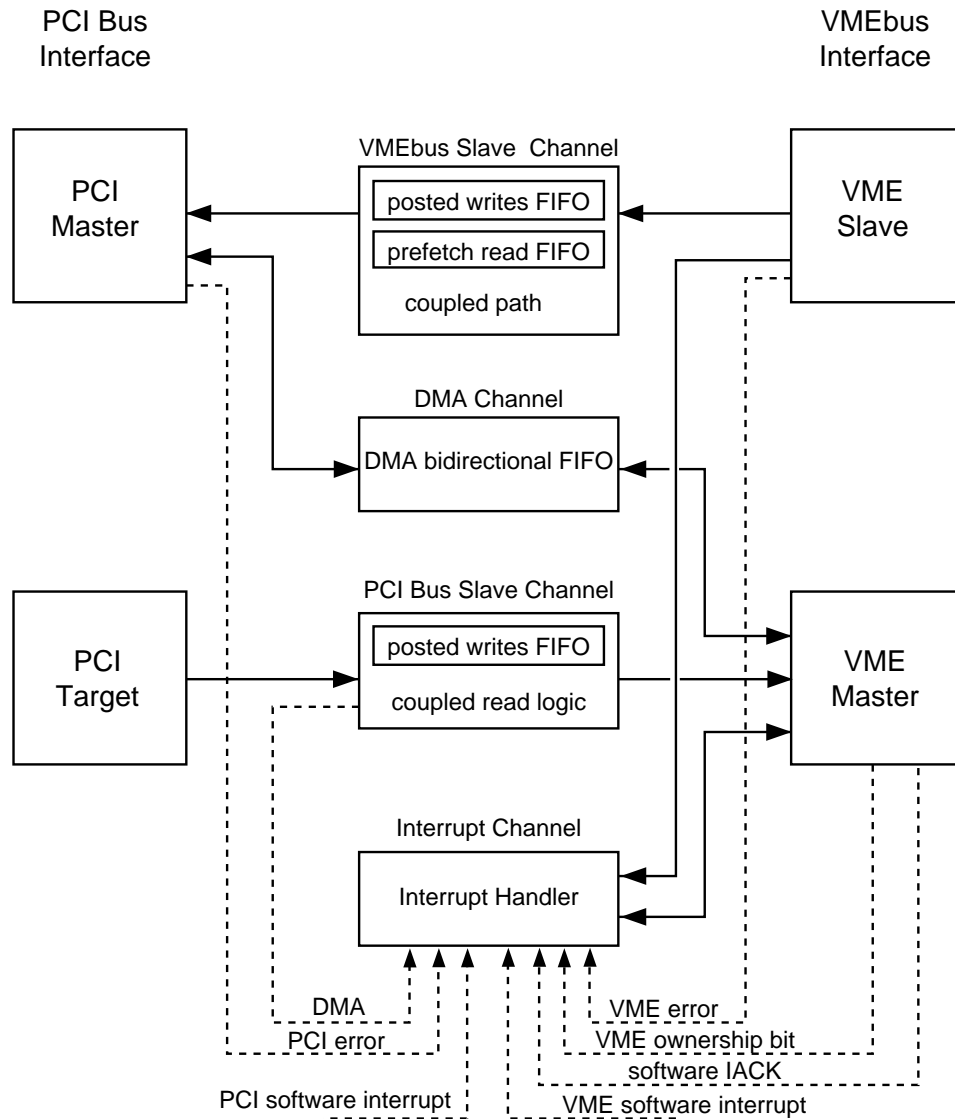 PCI Bus
Interface
VMEbus
Interface
VMEbus Slave Channel
PCI
Master
posted writes FIFO
prefetch read FIFO
coupled path
VME
Slave
DMA Channel
DMA bidirectional FIFO
PCI Bus Slave Channel
PCI
Target
posted writes FIFO
coupled read logic
VME
Master
Interrupt Channel
Interrupt Handler
DMA
VME error
PCI error
VME ownership bit
software IACK
PCI software interrupt
VME software interrupt